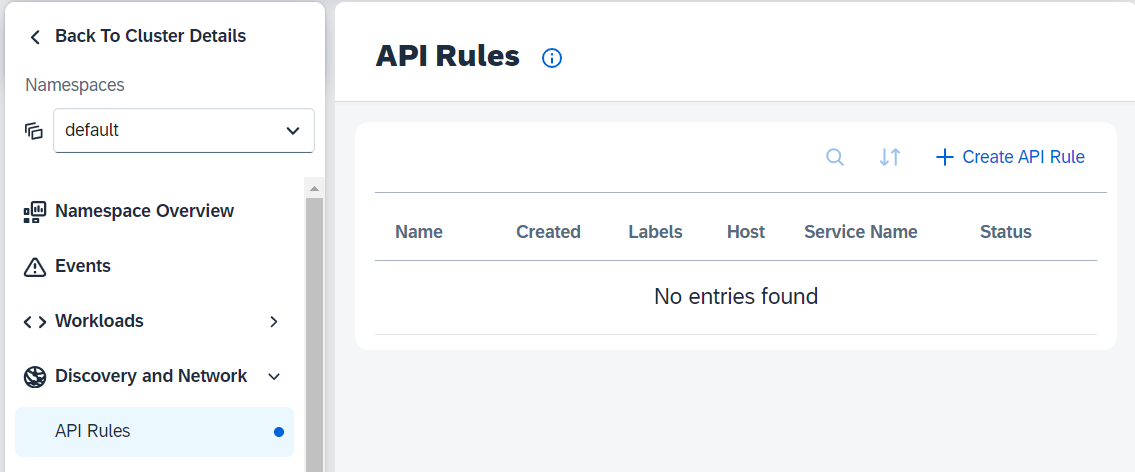 Back To Cluster Details
Namespaces
default
Namespace Overview
Events
Workloads
Discovery and Network
API Rules
API Rules
Create API Rule
Name Created Labels Host Service Name Status
No entries found